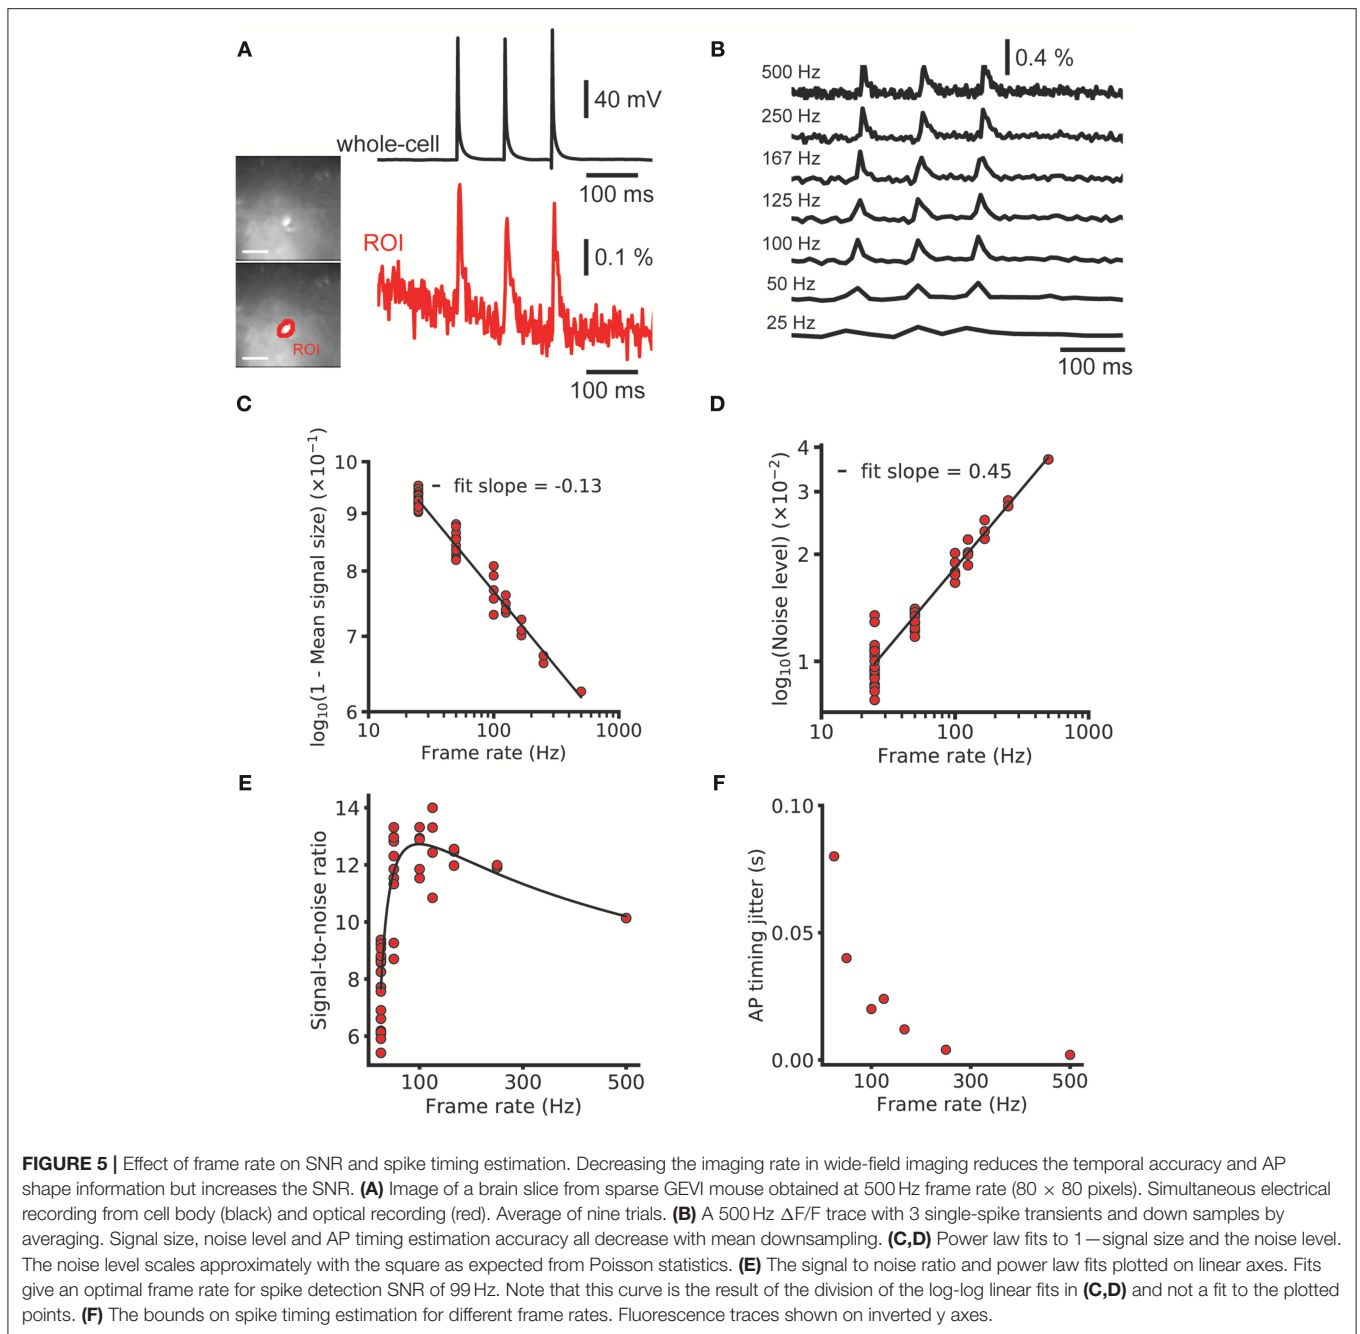 A
whole-cell
40 mV
100 ms
ROI
0.1 %
ROI
100 ms
B
0.4 %
500 Hz
250 Hz
167 Hz
125 Hz
100 Hz
50 Hz
25 Hz
100 ms
C
log₁₀(1 - Mean signal size) (×10⁻¹)
10
9
8
7
6
fit slope = -0.13
10
100
1000
Frame rate (Hz)
D
log₁₀(Noise level) (×10⁻²)
4
3
2
1
fit slope = 0.45
10
100
1000
Frame rate (Hz)
E
Signal-to-noise ratio
14
12
10
8
6
100
300
500
Frame rate (Hz)
F
AP timing jitter (s)
0.10
0.05
0.00
100
300
500
Frame rate (Hz)
FIGURE 5 | Effect of frame rate on SNR and spike timing estimation. Decreasing the imaging rate in wide-field imaging reduces the temporal accuracy and AP
shape information but increases the SNR. (A) Image of a brain slice from sparse GEVI mouse obtained at 500 Hz frame rate (80 × 80 pixels). Simultaneous electrical
recording from cell body (black) and optical recording (red). Average of nine trials. (B) A 500 Hz ΔF/F trace with 3 single-spike transients and down samples by
averaging. Signal size, noise level and AP timing estimation accuracy all decrease with mean downsampling. (C,D) Power law fits to 1—signal size and the noise level.
The noise level scales approximately with the square as expected from Poisson statistics. (E) The signal to noise ratio and power law fits plotted on linear axes. Fits
give an optimal frame rate for spike detection SNR of 99 Hz. Note that this curve is the result of the division of the log-log linear fits in (C,D) and not a fit to the plotted
points. (F) The bounds on spike timing estimation for different frame rates. Fluorescence traces shown on inverted y axes.